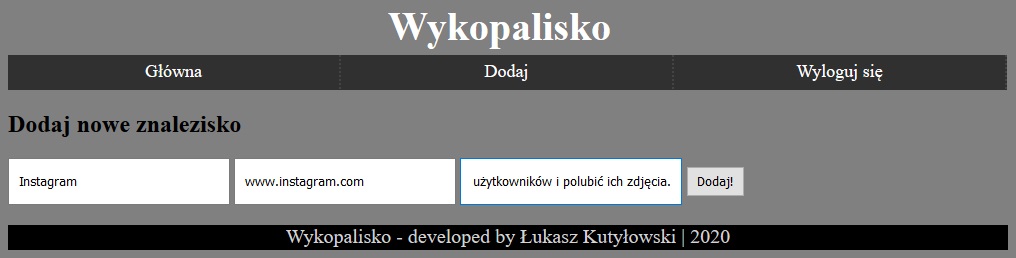 Wykopalisko
Główna Dodaj Wyloguj się
Dodaj nowe znalezisko
Instagram www.instagram.com użytkowników i polubić ich zdjęcia. Dodaj!
Wykopalisko - developed by Łukasz Kutyłowski | 2020